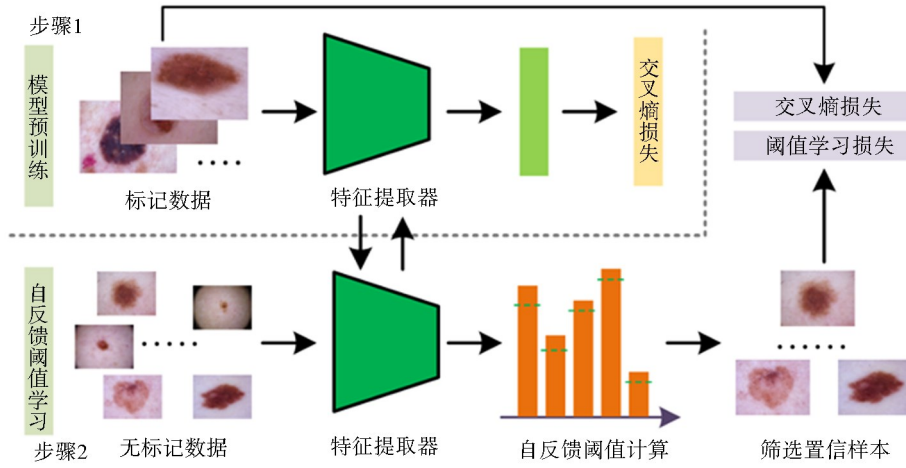 步骤1
模型预训练
标记数据
特征提取器
交叉熵损失
交叉熵损失
阈值学习损失
自反馈阈值学习
步骤2
无标记数据
特征提取器
自反馈阈值计算
筛选置信样本